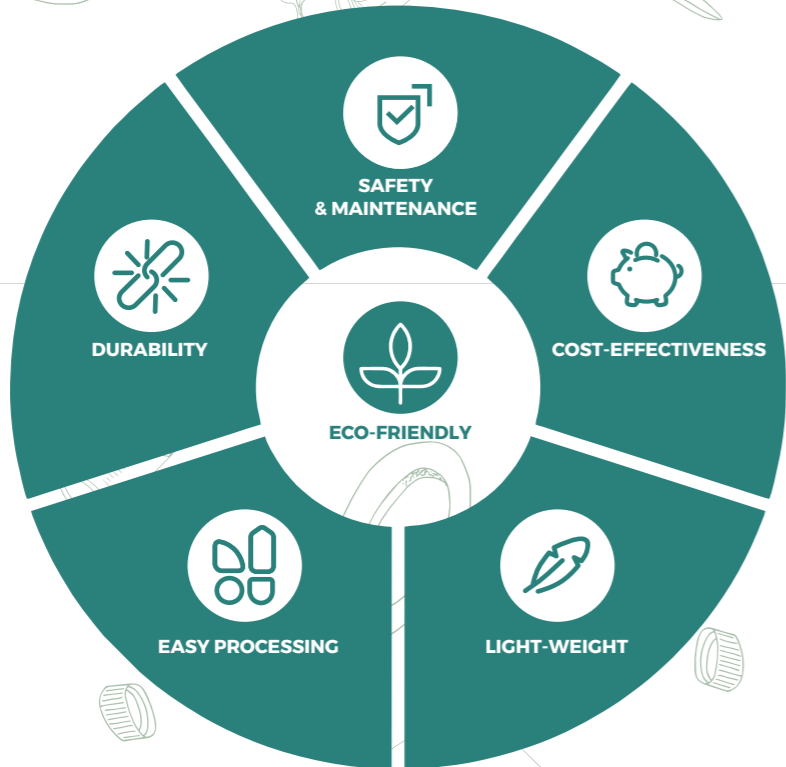 SAFETY
& MAINTENANCE
DURABILITY
COST-EFFECTIVENESS
ECO-FRIENDLY
EASY PROCESSING
LIGHT-WEIGHT